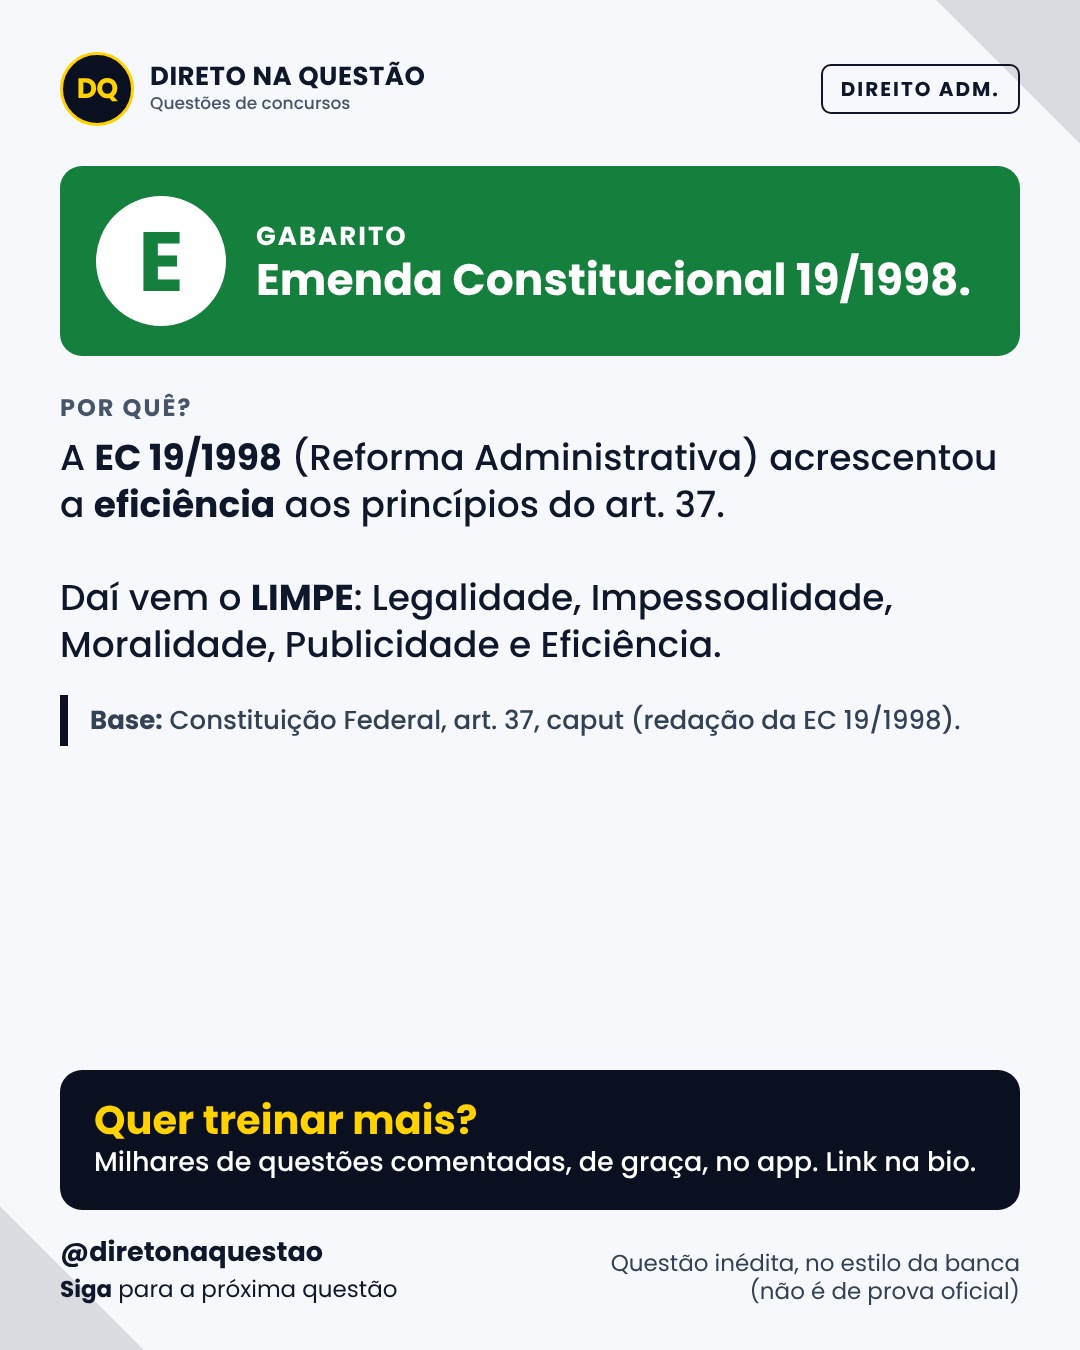 DQ
DIRETO NA QUESTÃO
Questões de concursos
DIREITO ADM.
E
GABARITO
Emenda Constitucional 19/1998.
POR QUÊ?
A EC 19/1998 (Reforma Administrativa) acrescentou
a eficiência aos princípios do art. 37.
Daí vem o LIMPE: Legalidade, Impessoalidade,
Moralidade, Publicidade e Eficiência.
Base: Constituição Federal, art. 37, caput (redação da EC 19/1998).
Quer treinar mais?
Milhares de questões comentadas, de graça, no app. Link na bio.
@diretonaquestao
Siga para a próxima questão
Questão inédita, no estilo da banca
(não é de prova oficial)